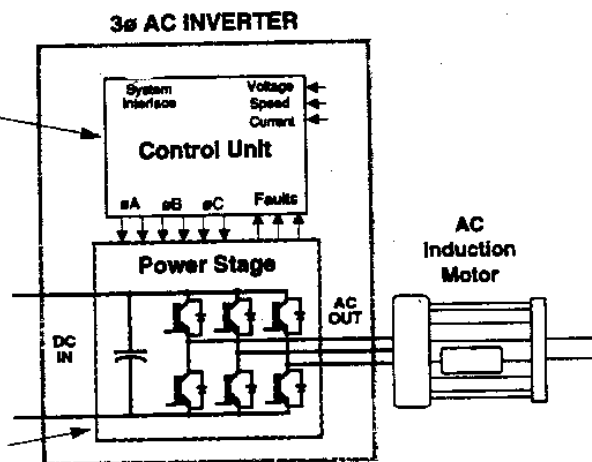 3ø AC INVERTER
System
Interface
Voltage
Speed
Current
Control Unit
øA øB øC Faults
Power Stage
AC
OUT
DC
IN
AC
Induction
Motor